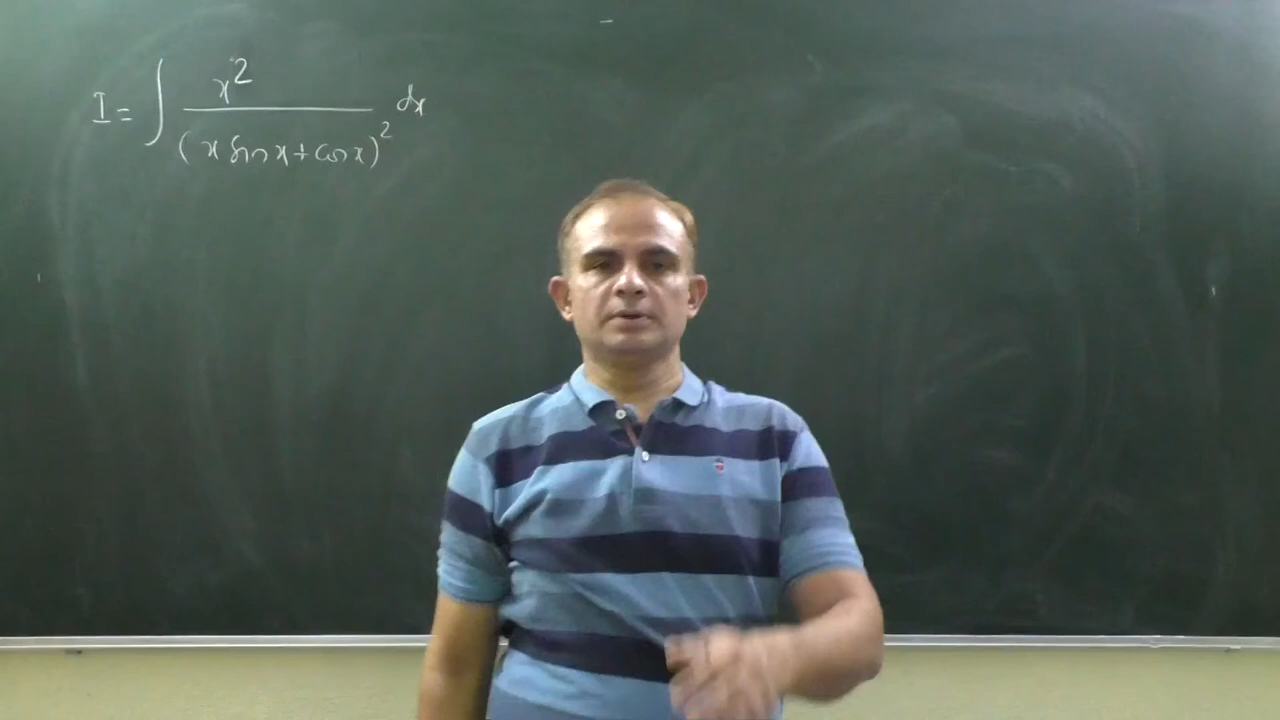 I = ∫ x² / (x sin x + cos x)² dx